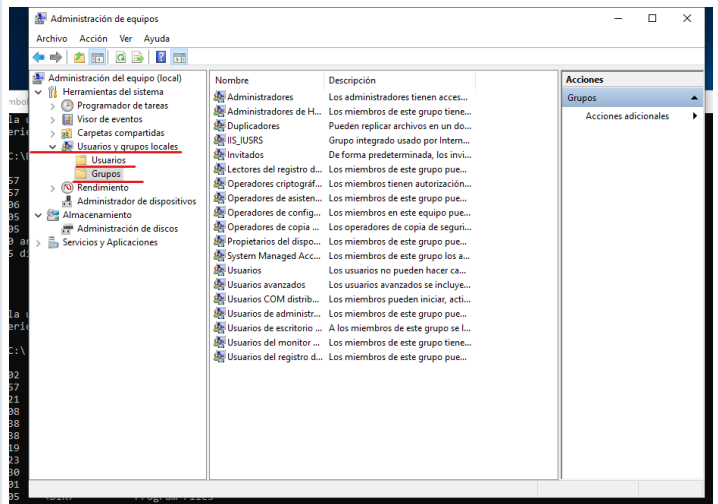 Administración de equipos
Archivo Acción Ver Ayuda
Administración del equipo (local)
Herramientas del sistema
Programador de tareas
Visor de eventos
Carpetas compartidas
Usuarios y grupos locales
Usuarios
Grupos
Rendimiento
Administrador de dispositivos
Almacenamiento
Administración de discos
Servicios y Aplicaciones
Nombre Descripción
Administradores Los administradores tienen acces...
Administradores de H... Los miembros de este grupo tiene...
Duplicadores Pueden replicar archivos en un do...
IIS_IUSRS Grupo integrado usado por Intern...
Invitados De forma predeterminada, los invi...
Lectores del registro d... Los miembros de este grupo pue...
Operadores criptográf... Los miembros tienen autorización...
Operadores de asisten... Los miembros de este grupo pue...
Operadores de config... Los miembros en este equipo pue...
Operadores de copia ... Los operadores de copia de seguri...
Propietarios del dispo... Los miembros de este grupo pue...
System Managed Acc... Los miembros de este grupo los a...
Usuarios Los usuarios no pueden hacer ca...
Usuarios avanzados Los usuarios avanzados se incluye...
Usuarios COM distrib... Los miembros pueden iniciar, acti...
Usuarios de administr... Los miembros de este grupo pue...
Usuarios de escritorio ... A los miembros de este grupo se l...
Usuarios del monitor ... Los miembros de este grupo tiene...
Usuarios del registro d... Los miembros de este grupo pue...
Acciones
Grupos
Acciones adicionales